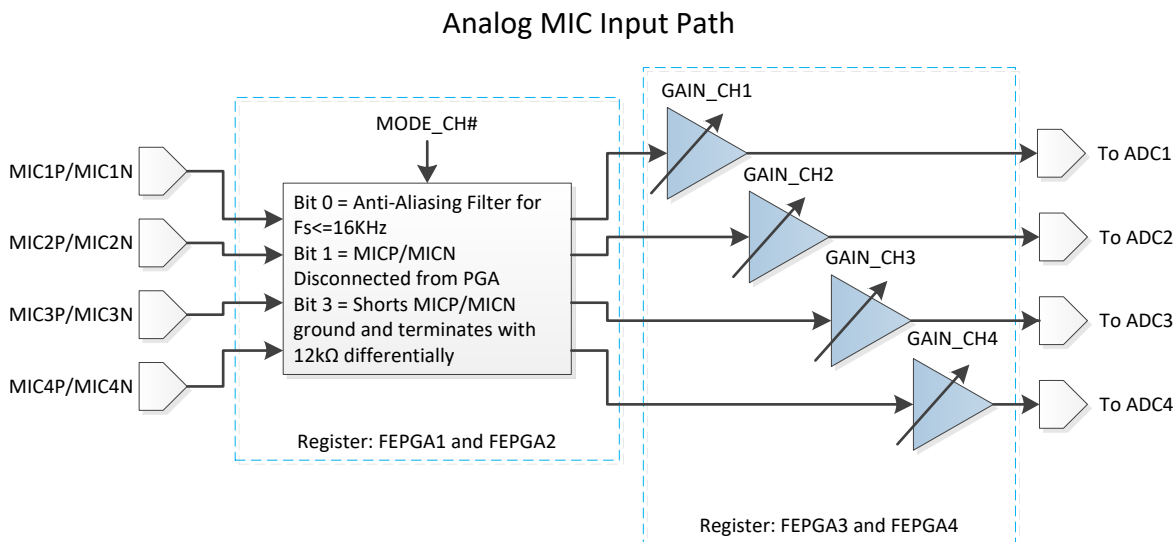 Analog MIC Input Path
GAIN_CH1
MODE_CH#
MIC1P/MIC1N
To ADC1
Bit 0 = Anti-Aliasing Filter for
Fs<=16KHz
Bit 1 = MICP/MICN
Disconnected from PGA
Bit 3 = Shorts MICP/MICN
ground and terminates with
12kΩ differentially
GAIN_CH2
MIC2P/MIC2N
To ADC2
GAIN_CH3
MIC3P/MIC3N
To ADC3
GAIN_CH4
MIC4P/MIC4N
To ADC4
Register: FEPGA1 and FEPGA2
Register: FEPGA3 and FEPGA4